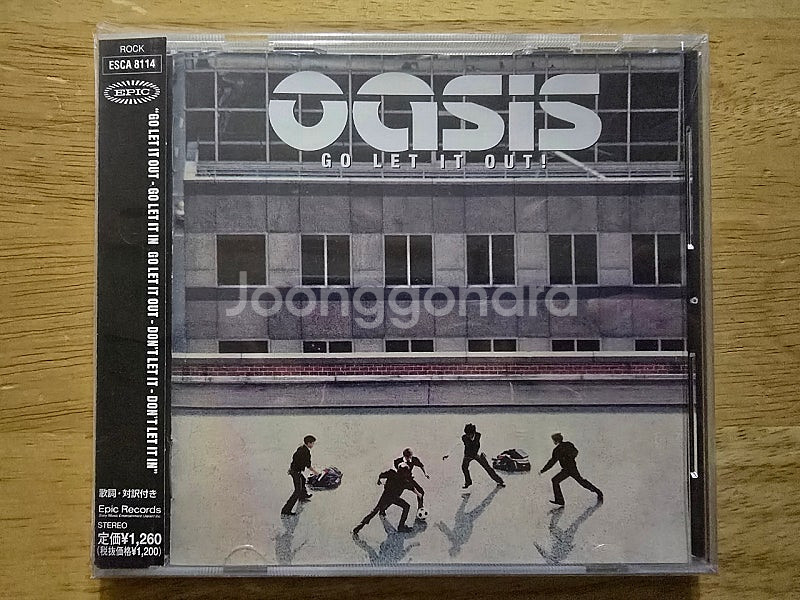 ROCK
ESCA 8114
EPIC
"GO LET IT OUT - GO LET IT IN  GO LET IT OUT - DON'T LET IT - DON'T LET IT IN"
歌詞・対訳付き
Epic Records
STEREO
定価¥1,260
(税抜価格¥1,200)
oasis
GO LET IT OUT!
Joonggonara